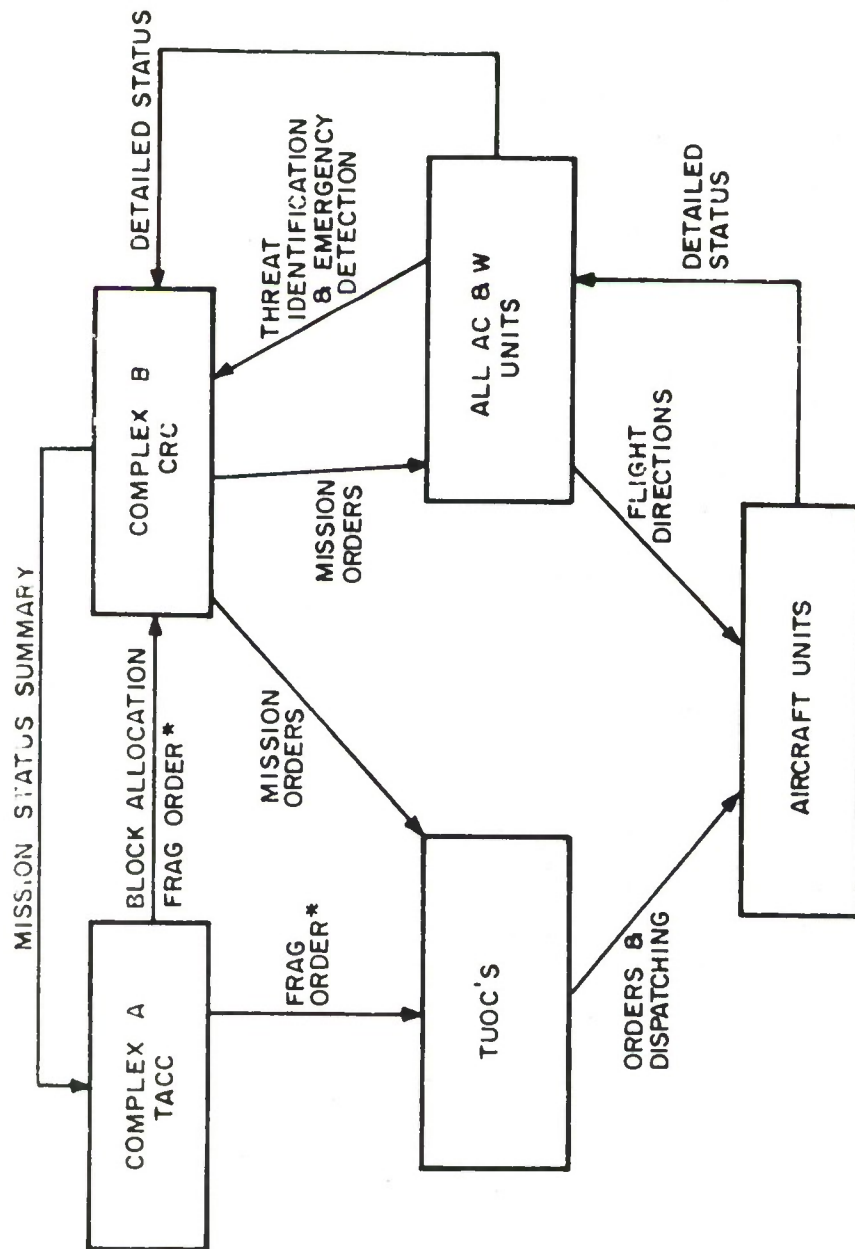 MISSION STATUS SUMMARY
COMPLEX A
TACC
BLOCK ALLOCATION
FRAG ORDER*
COMPLEX B
CRC
DETAILED STATUS
FRAG
ORDER*
MISSION
ORDERS
MISSION
ORDERS
THREAT
IDENTIFICATION
& EMERGENCY
DETECTION
TUOC'S
ALL AC & W
UNITS
ORDERS &
DISPATCHING
FLIGHT
DIRECTIONS
DETAILED
STATUS
AIRCRAFT UNITS